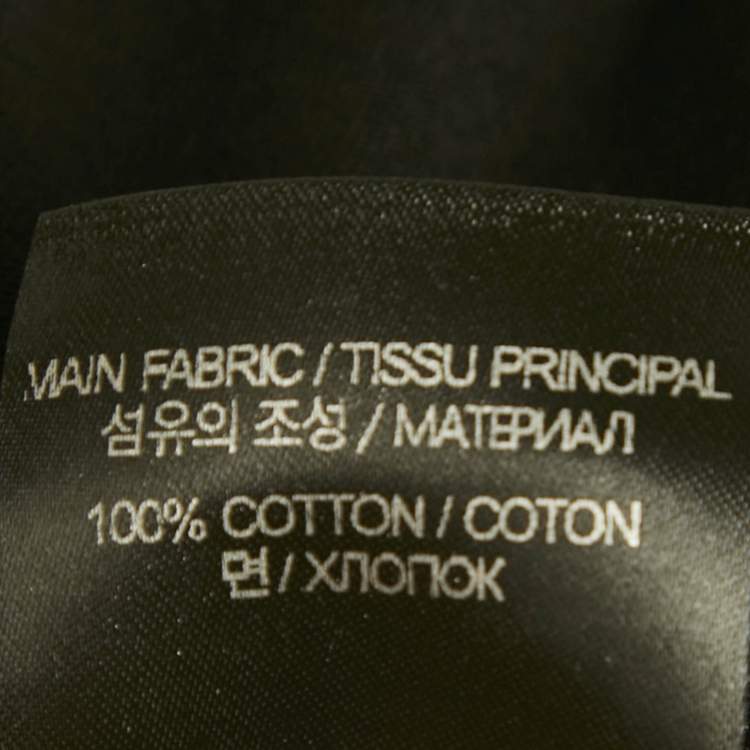 MAIN FABRIC / TISSU PRINCIPAL
섬유의 조성 / МАТЕРИАЛ
100% COTTON / COTON
면 / ХЛОПОК